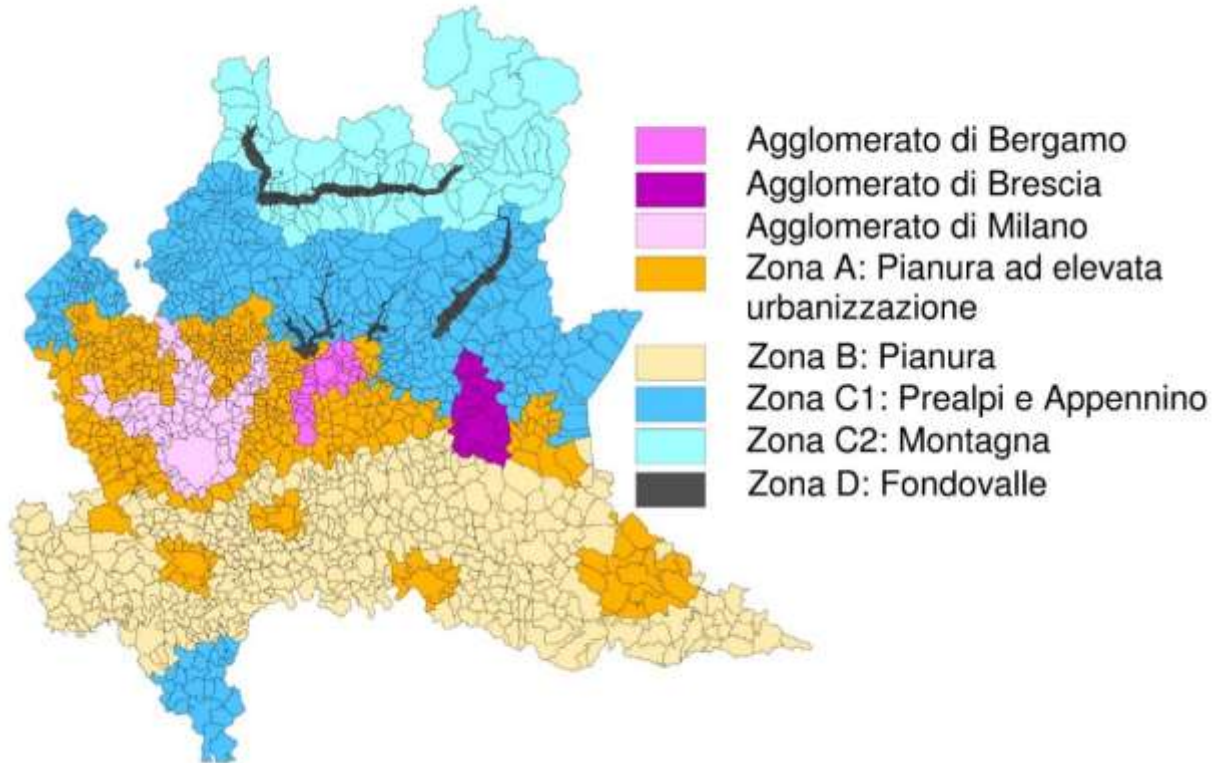 Agglomerato di Bergamo
Agglomerato di Brescia
Agglomerato di Milano
Zona A: Pianura ad elevata
urbanizzazione
Zona B: Pianura
Zona C1: Prealpi e Appennino
Zona C2: Montagna
Zona D: Fondovalle